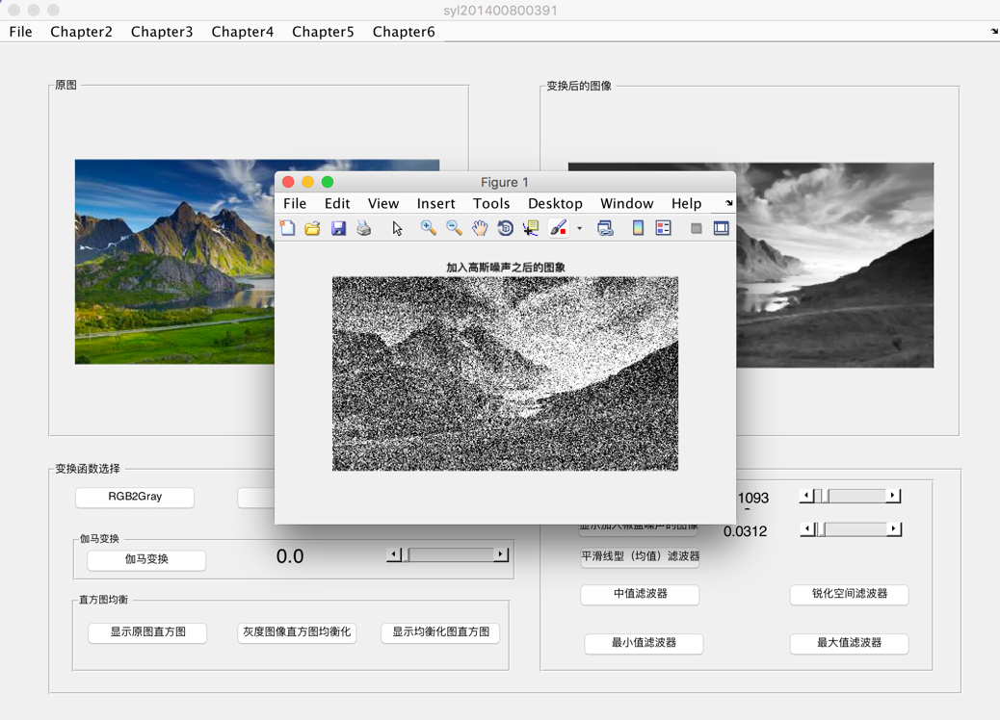 syl201400800391
File Chapter2 Chapter3 Chapter4 Chapter5 Chapter6
原图
变换后的图像
Figure 1
File Edit View Insert Tools Desktop Window Help
加入高斯噪声之后的图象
变换函数选择
RGB2Gray
伽马变换
伽马变换
0.0
直方图均衡
显示原图直方图
灰度图像直方图均衡化
显示均衡化图直方图
1093
显示加入椒盐噪声的图像
0.0312
平滑线型（均值）滤波器
中值滤波器
锐化空间滤波器
最小值滤波器
最大值滤波器